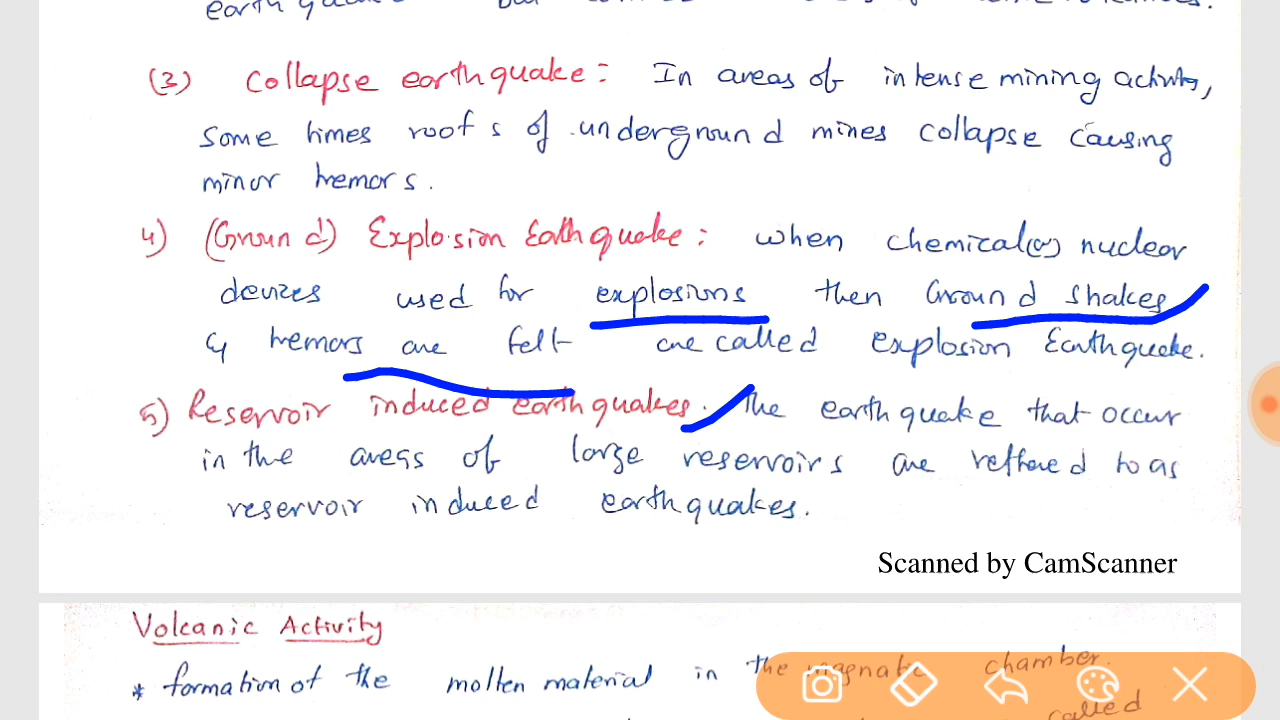 earthquake but
(3) Collapse earthquake: In areas of intense mining activity,
Some times roofs of underground mines collapse causing
minor tremors.
4) (Ground) Explosion Eathquake: when chemical(or) nuclear
devices used for explosions then Ground shakes
& tremors are felt are called explosion Earthquake.
5) Reservoir induced earthquakes. The earthquake that occur
in the areas of large reservoirs are reffered to as
reservoir induced earthquakes.
Scanned by CamScanner
Volcanic Activity
* formation of the molten material in the magnatic chamber.
called